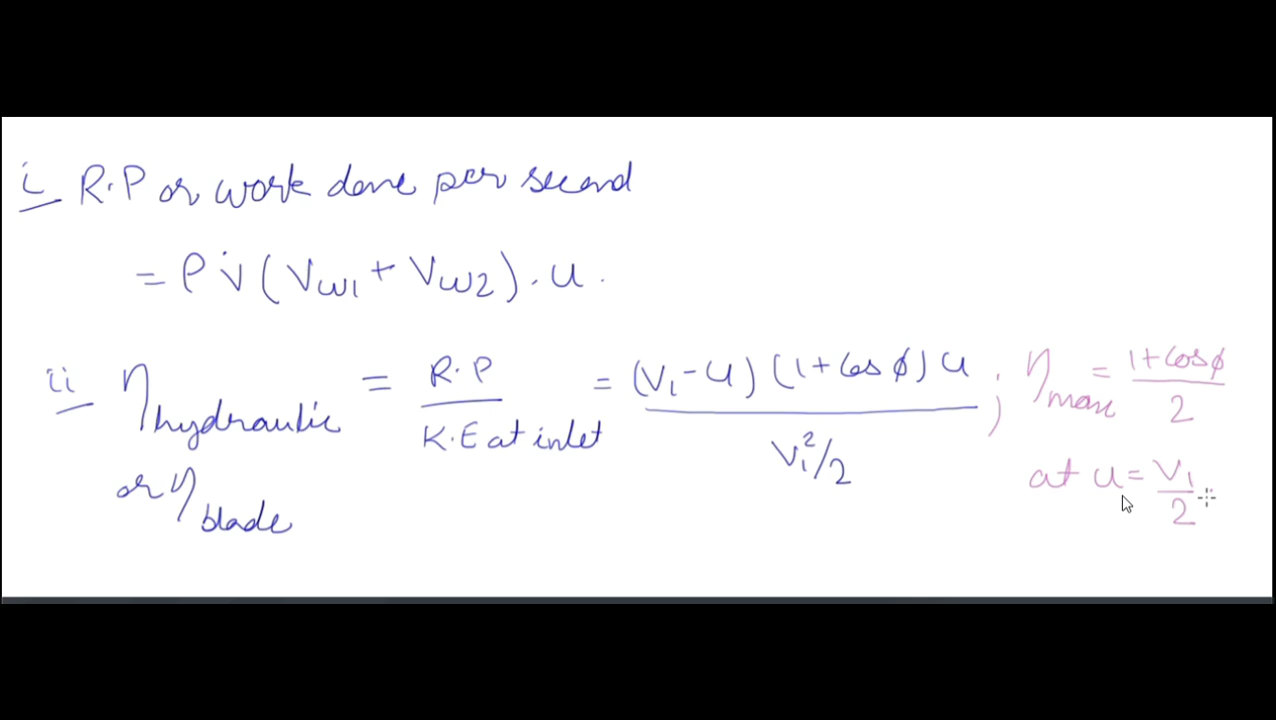 i R.P or work done per second
= ρ V̇ (Vw1 + Vw2) . u .
ii η hydraulic = R.P / K.E at inlet = (V1 - u) (1 + Cos φ) u / V1²/2 ; η max = 1 + Cos φ / 2
or η blade
at u = V1 / 2